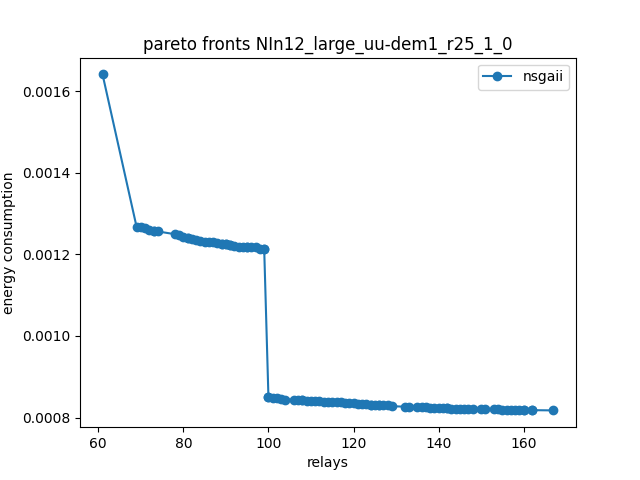 pareto fronts NIn12_large_uu-dem1_r25_1_0
nsgaii
energy consumption
0.0016
0.0014
0.0012
0.0010
0.0008
60 80 100 120 140 160
relays